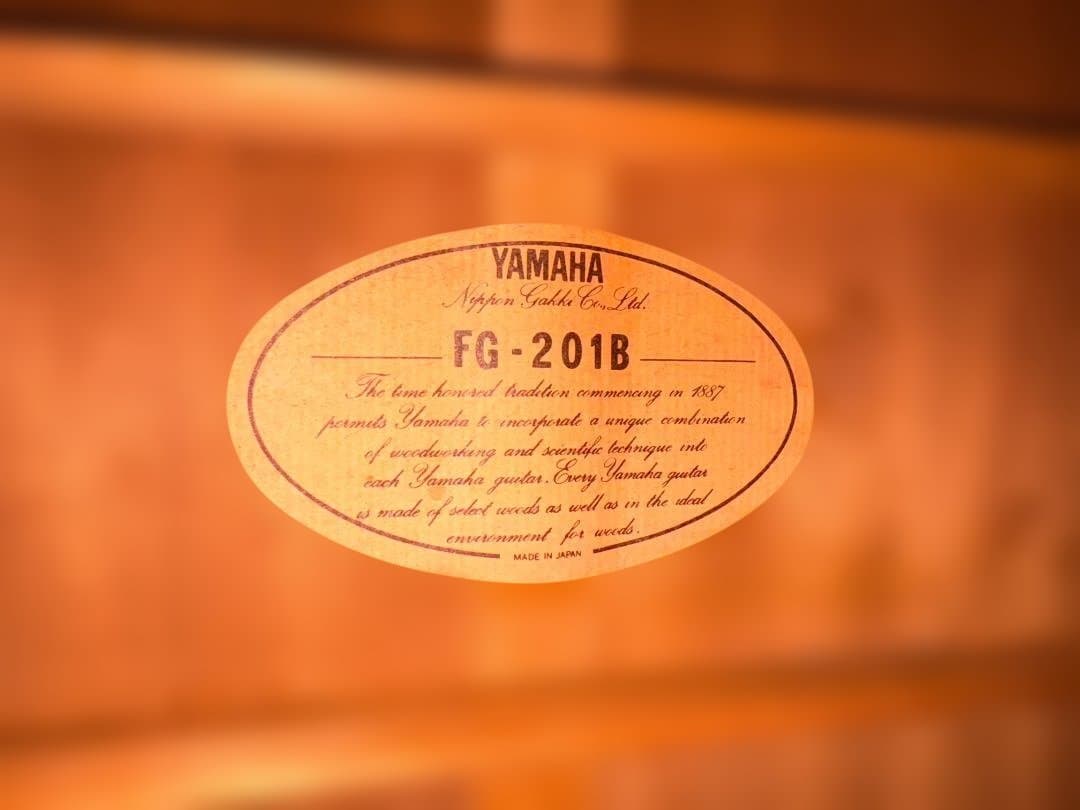 YAMAHA
Nippon Gakki Co., Ltd.
FG-201B
The time honored tradition commencing in 1887
permits Yamaha to incorporate a unique combination
of woodworking and scientific technique into
each Yamaha guitar. Every Yamaha guitar
is made of select woods as well as in the ideal
environment for woods.
MADE IN JAPAN